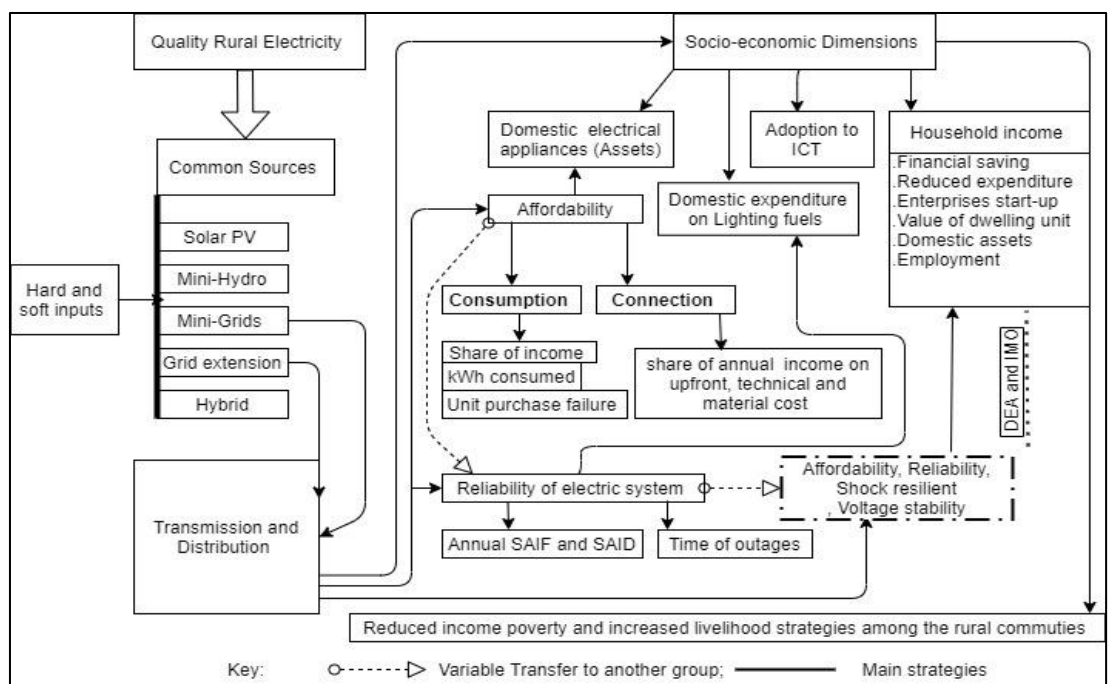 Quality Rural Electricity
Socio-economic Dimensions
Common Sources
Solar PV
Mini-Hydro
Mini-Grids
Grid extension
Hybrid
Hard and
soft inputs
Transmission and
Distribution
Domestic electrical
appliances (Assets)
Adoption to
ICT
Household income
.Financial saving
.Reduced expenditure
.Enterprises start-up
.Value of dwelling unit
.Domestic assets
.Employment
Affordability
Domestic expenditure
on Lighting fuels
Consumption
Connection
Share of income
kWh consumed
Unit purchase failure
share of annual income on
upfront, technical and
material cost
DEA and IMO
Reliability of electric system
Affordability, Reliability,
Shock resilient
, Voltage stability
Annual SAIF and SAID
Time of outages
Reduced income poverty and increased livelihood strategies among the rural commuties
Key: Variable Transfer to another group; Main strategies